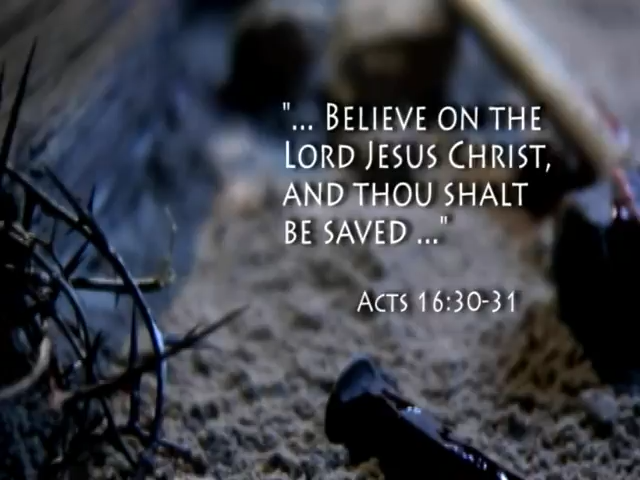 "... Believe on the
Lord Jesus Christ,
and thou shalt
be saved ..."
Acts 16:30-31